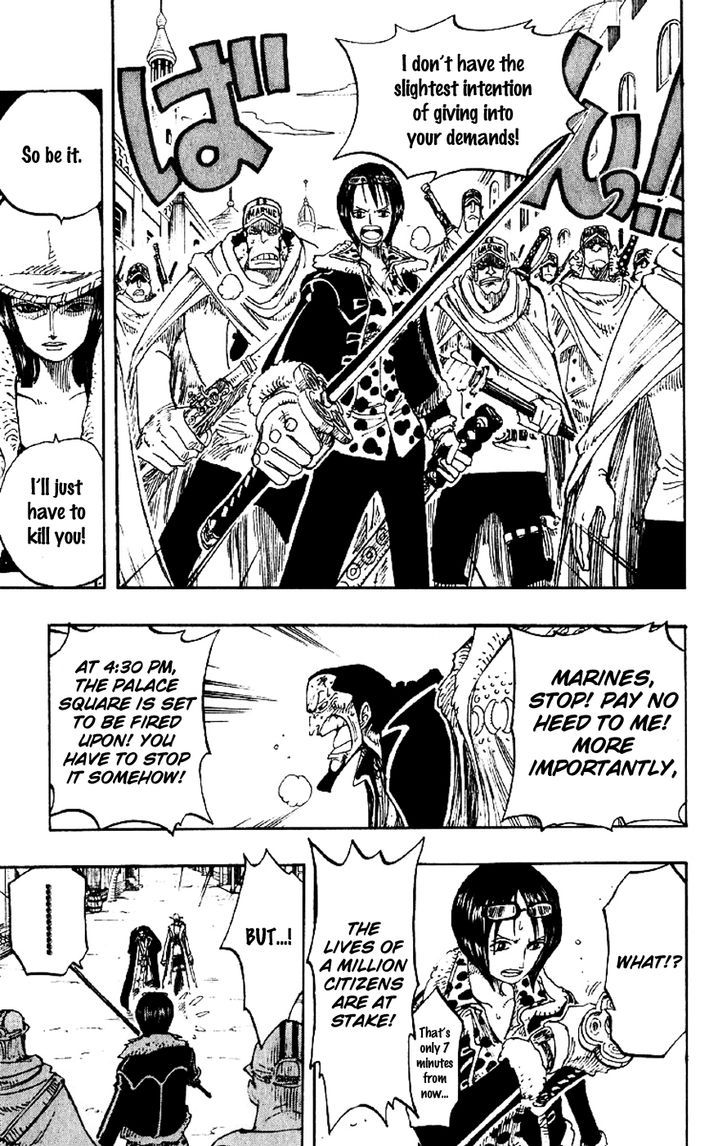 I don't have the
slightest intention
of giving into
your demands!
ばんっ!!
MARINE
So be it.
I'll just
have to
kill you!
MARINES,
STOP! PAY NO
HEED TO ME!
MORE
IMPORTANTLY,
AT 4:30 PM,
THE PALACE
SQUARE IS SET
TO BE FIRED
UPON! YOU
HAVE TO STOP
IT SOMEHOW!
WHAT!?
THE
LIVES OF
A MILLION
CITIZENS
ARE AT
STAKE!
That's
only 7
minutes
from
now...
BUT...!
..........